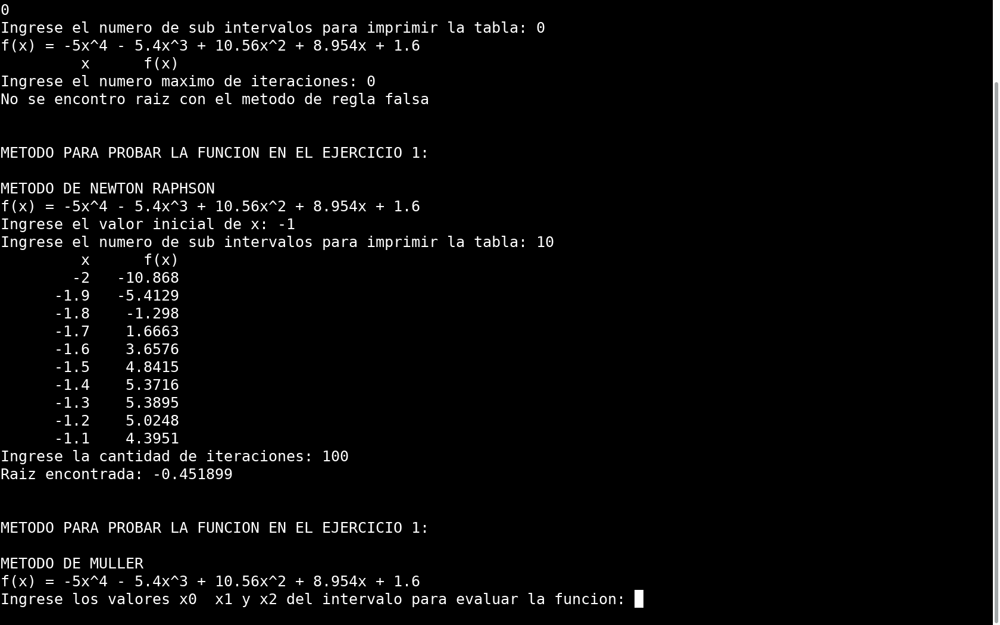 0
Ingrese el numero de sub intervalos para imprimir la tabla: 0
f(x) = -5x^4 - 5.4x^3 + 10.56x^2 + 8.954x + 1.6
x f(x)
Ingrese el numero maximo de iteraciones: 0
No se encontro raiz con el metodo de regla falsa
METODO PARA PROBAR LA FUNCION EN EL EJERCICIO 1:
METODO DE NEWTON RAPHSON
f(x) = -5x^4 - 5.4x^3 + 10.56x^2 + 8.954x + 1.6
Ingrese el valor inicial de x: -1
Ingrese el numero de sub intervalos para imprimir la tabla: 10
x f(x)
-2 -10.868
-1.9 -5.4129
-1.8 -1.298
-1.7 1.6663
-1.6 3.6576
-1.5 4.8415
-1.4 5.3716
-1.3 5.3895
-1.2 5.0248
-1.1 4.3951
Ingrese la cantidad de iteraciones: 100
Raiz encontrada: -0.451899
METODO PARA PROBAR LA FUNCION EN EL EJERCICIO 1:
METODO DE MULLER
f(x) = -5x^4 - 5.4x^3 + 10.56x^2 + 8.954x + 1.6
Ingrese los valores x0  x1 y x2 del intervalo para evaluar la funcion: